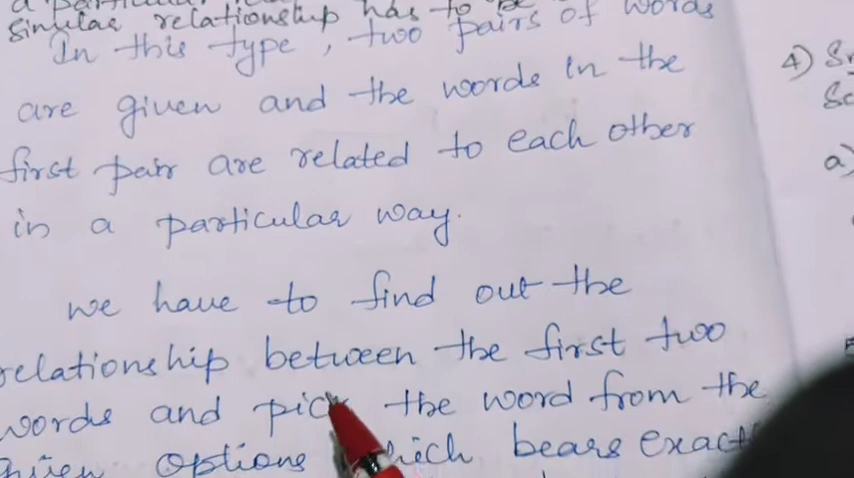 similar relationship has to be
In this type, two pairs of words
are given and the words in the
first pair are related to each other
in a particular way.
we have to find out the
relationship between the first two
words and pick the word from the
given options which bears exact
4)
a)